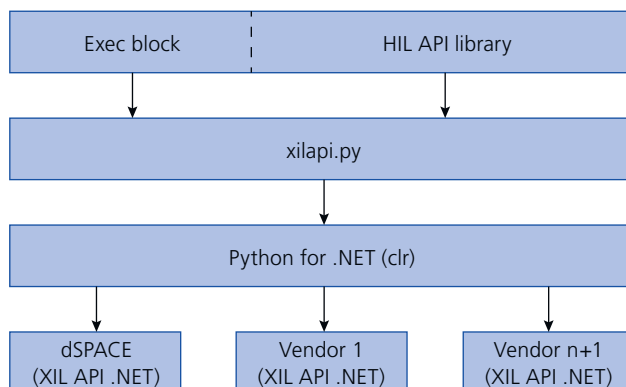 Exec block
HIL API library
xilapi.py
Python for .NET (clr)
dSPACE
(XIL API .NET)
Vendor 1
(XIL API .NET)
Vendor n+1
(XIL API .NET)